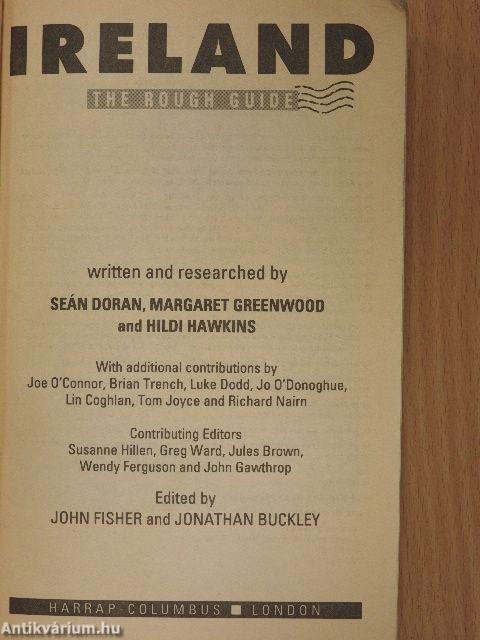 IRELAND
THE ROUGH GUIDE
written and researched by
SEÁN DORAN, MARGARET GREENWOOD
and HILDI HAWKINS
With additional contributions by
Joe O'Connor, Brian Trench, Luke Dodd, Jo O'Donoghue,
Lin Coghlan, Tom Joyce and Richard Nairn
Contributing Editors
Susanne Hillen, Greg Ward, Jules Brown,
Wendy Ferguson and John Gawthrop
Edited by
JOHN FISHER and JONATHAN BUCKLEY
HARRAP-COLUMBUS ■ LONDON
Antikvárium.hu